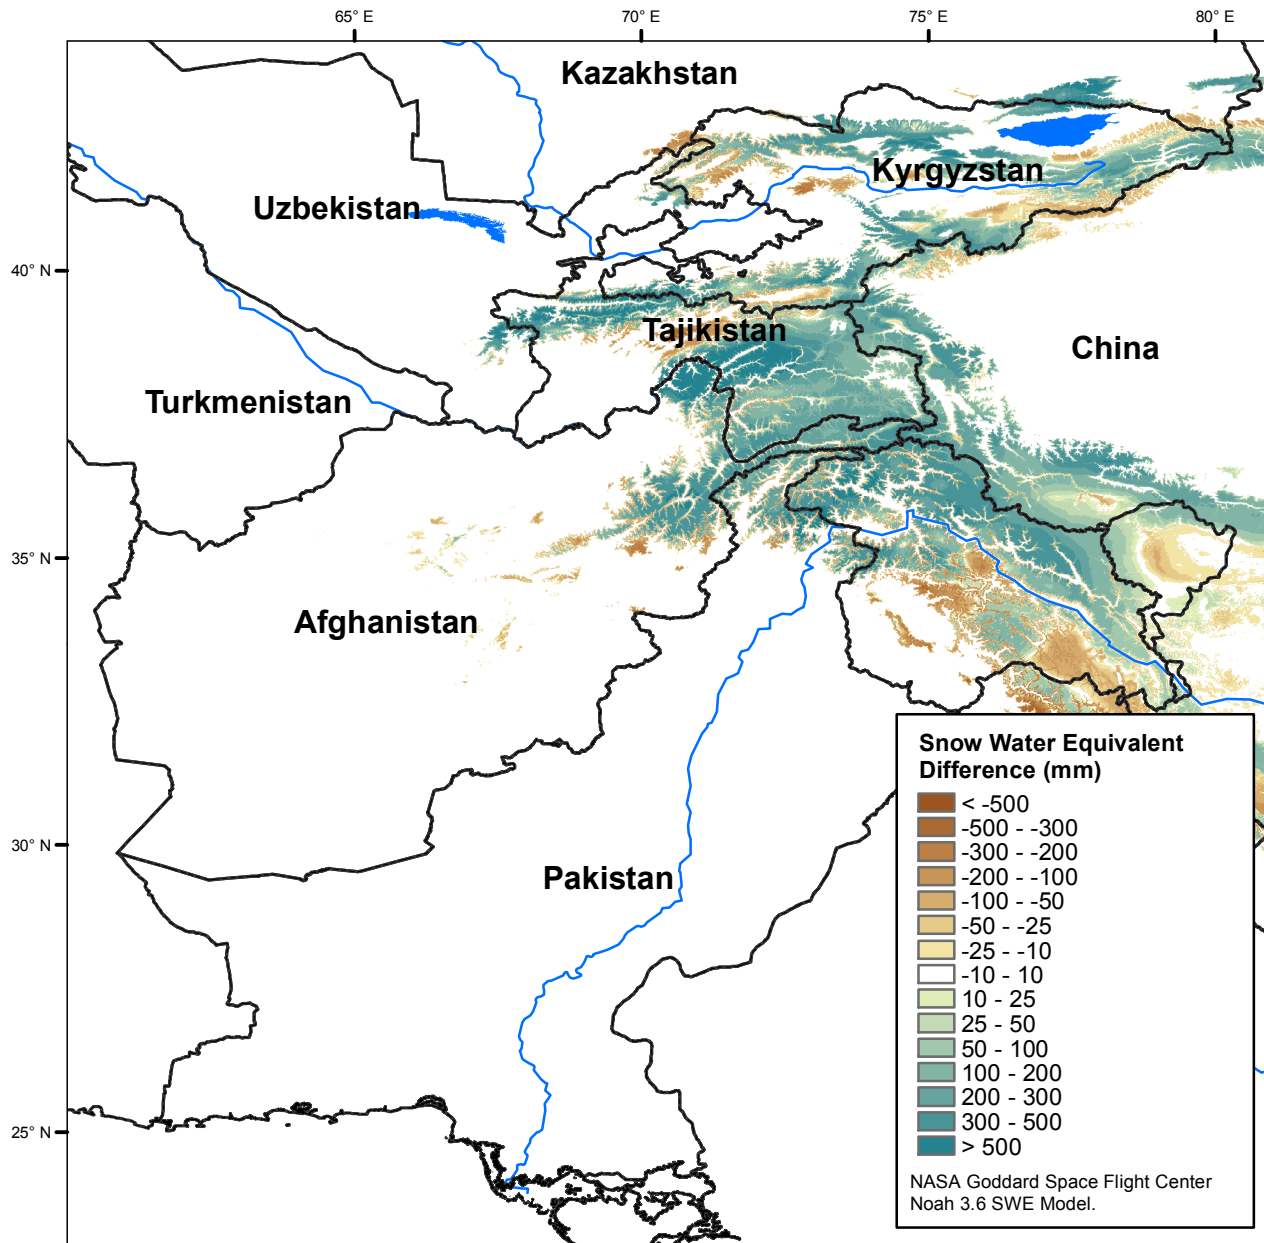 65° E 70° E 75° E 80° E
Kazakhstan
Kyrgyzstan
Uzbekistan
40° N
Tajikistan
China
Turkmenistan
35° N
Afghanistan
Snow Water Equivalent
Difference (mm)
< -500
-500 - -300
-300 - -200
-200 - -100
-100 - -50
-50 - -25
-25 - -10
-10 - 10
10 - 25
25 - 50
50 - 100
100 - 200
200 - 300
300 - 500
> 500
30° N
Pakistan
25° N
NASA Goddard Space Flight Center
Noah 3.6 SWE Model.